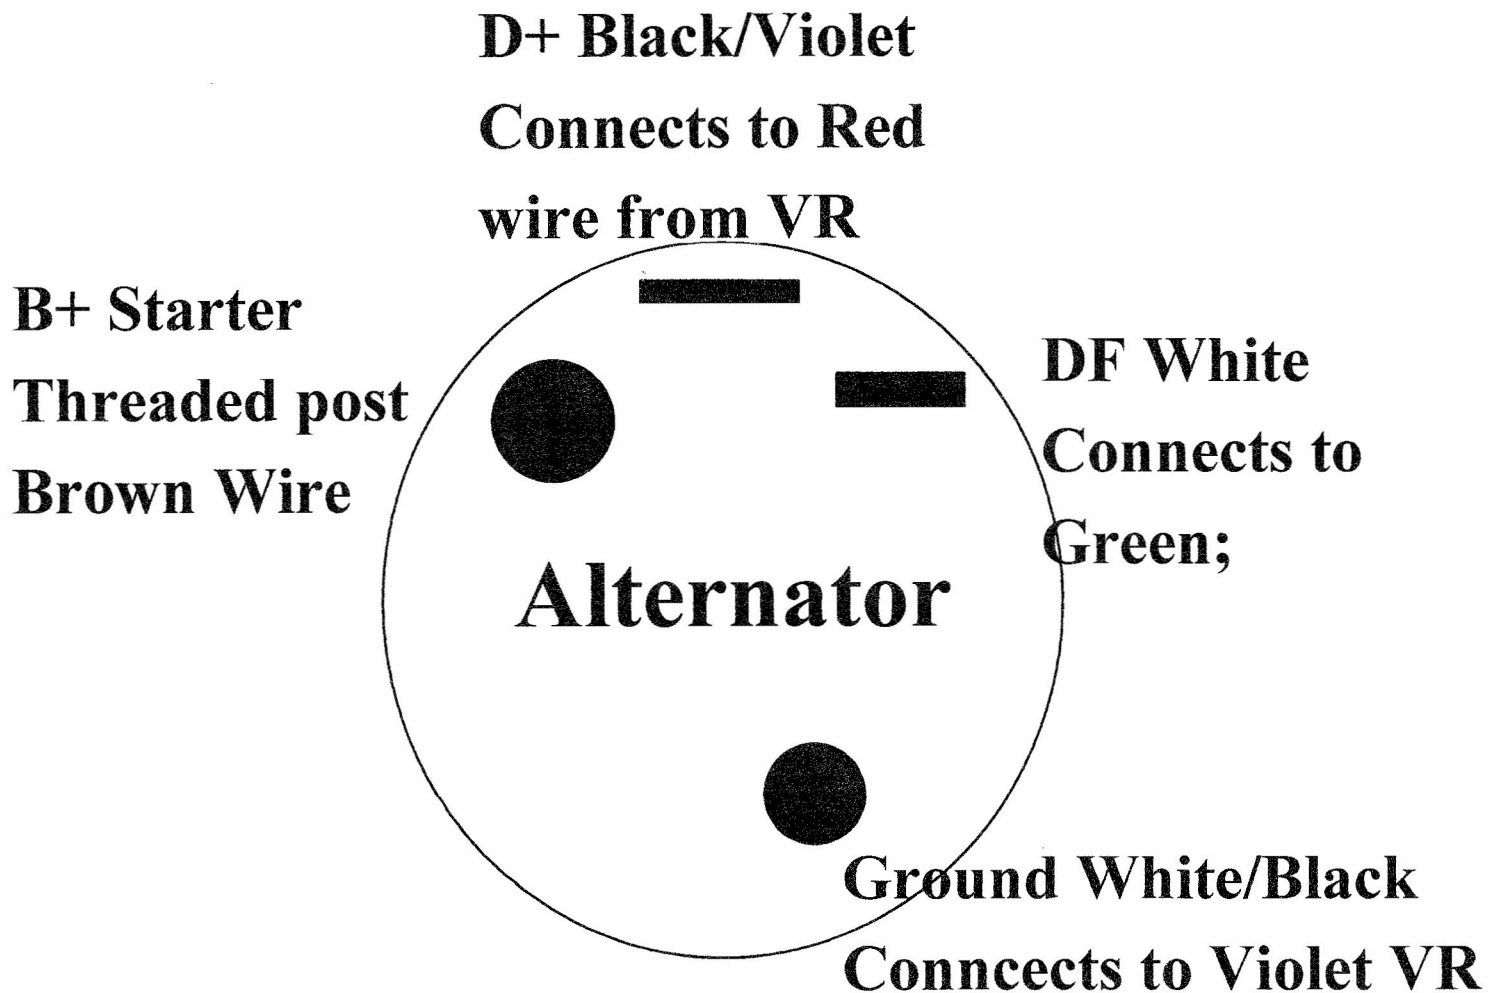 D+ Black/Violet
Connects to Red
wire from VR
B+ Starter
Threaded post
Brown Wire
DF White
Connects to
Green;
Alternator
Ground White/Black
Conncects to Violet VR